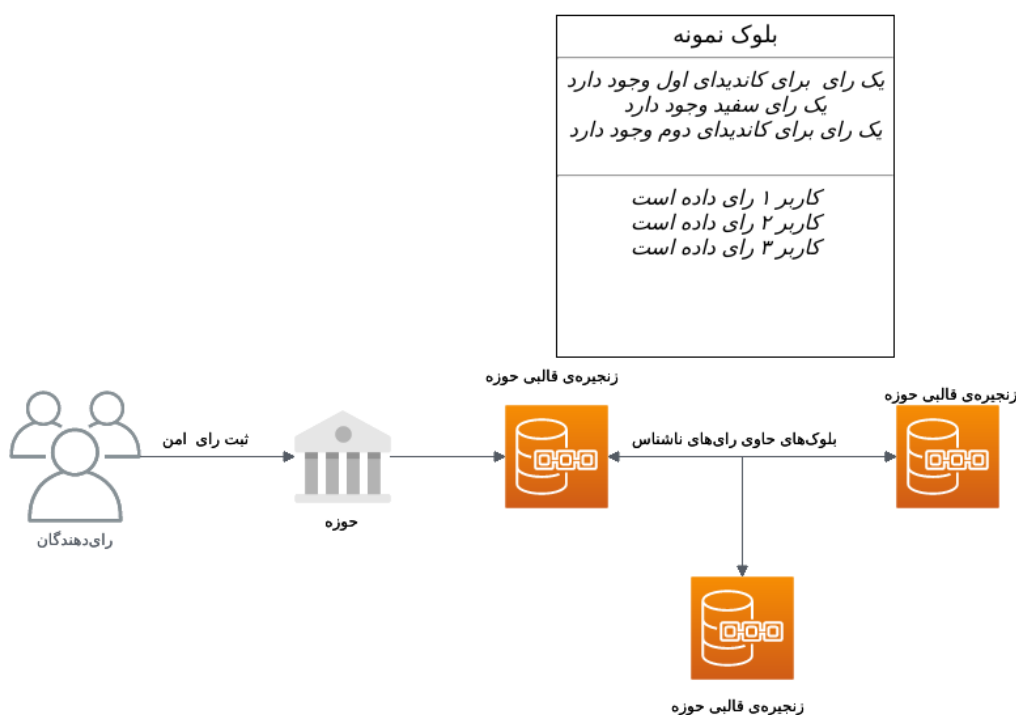 بلوک نمونه
یک رای برای کاندیدای اول وجود دارد
یک رای سفید وجود دارد
یک رای برای کاندیدای دوم وجود دارد
کاربر ۱ رای داده است
کاربر ۲ رای داده است
کاربر ۳ رای داده است
زنجیره‌ی قالبی حوزه
زنجیره‌ی قالبی حوزه
ثبت رای امن
بلوک‌های حاوی رای‌های ناشناس
حوزه
رای‌دهندگان
زنجیره‌ی قالبی حوزه